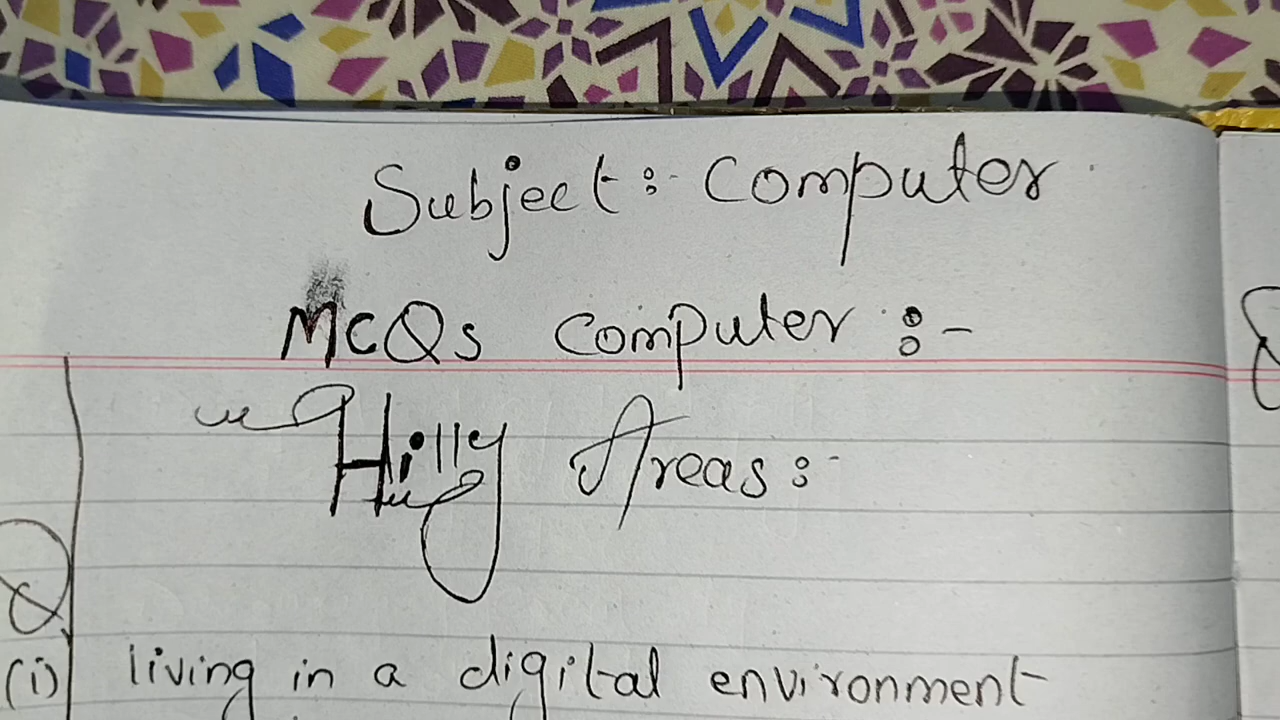 Subject:- Computer
MCQs Computer :-
Hilly Areas:-
Q
(i) living in a digital environment